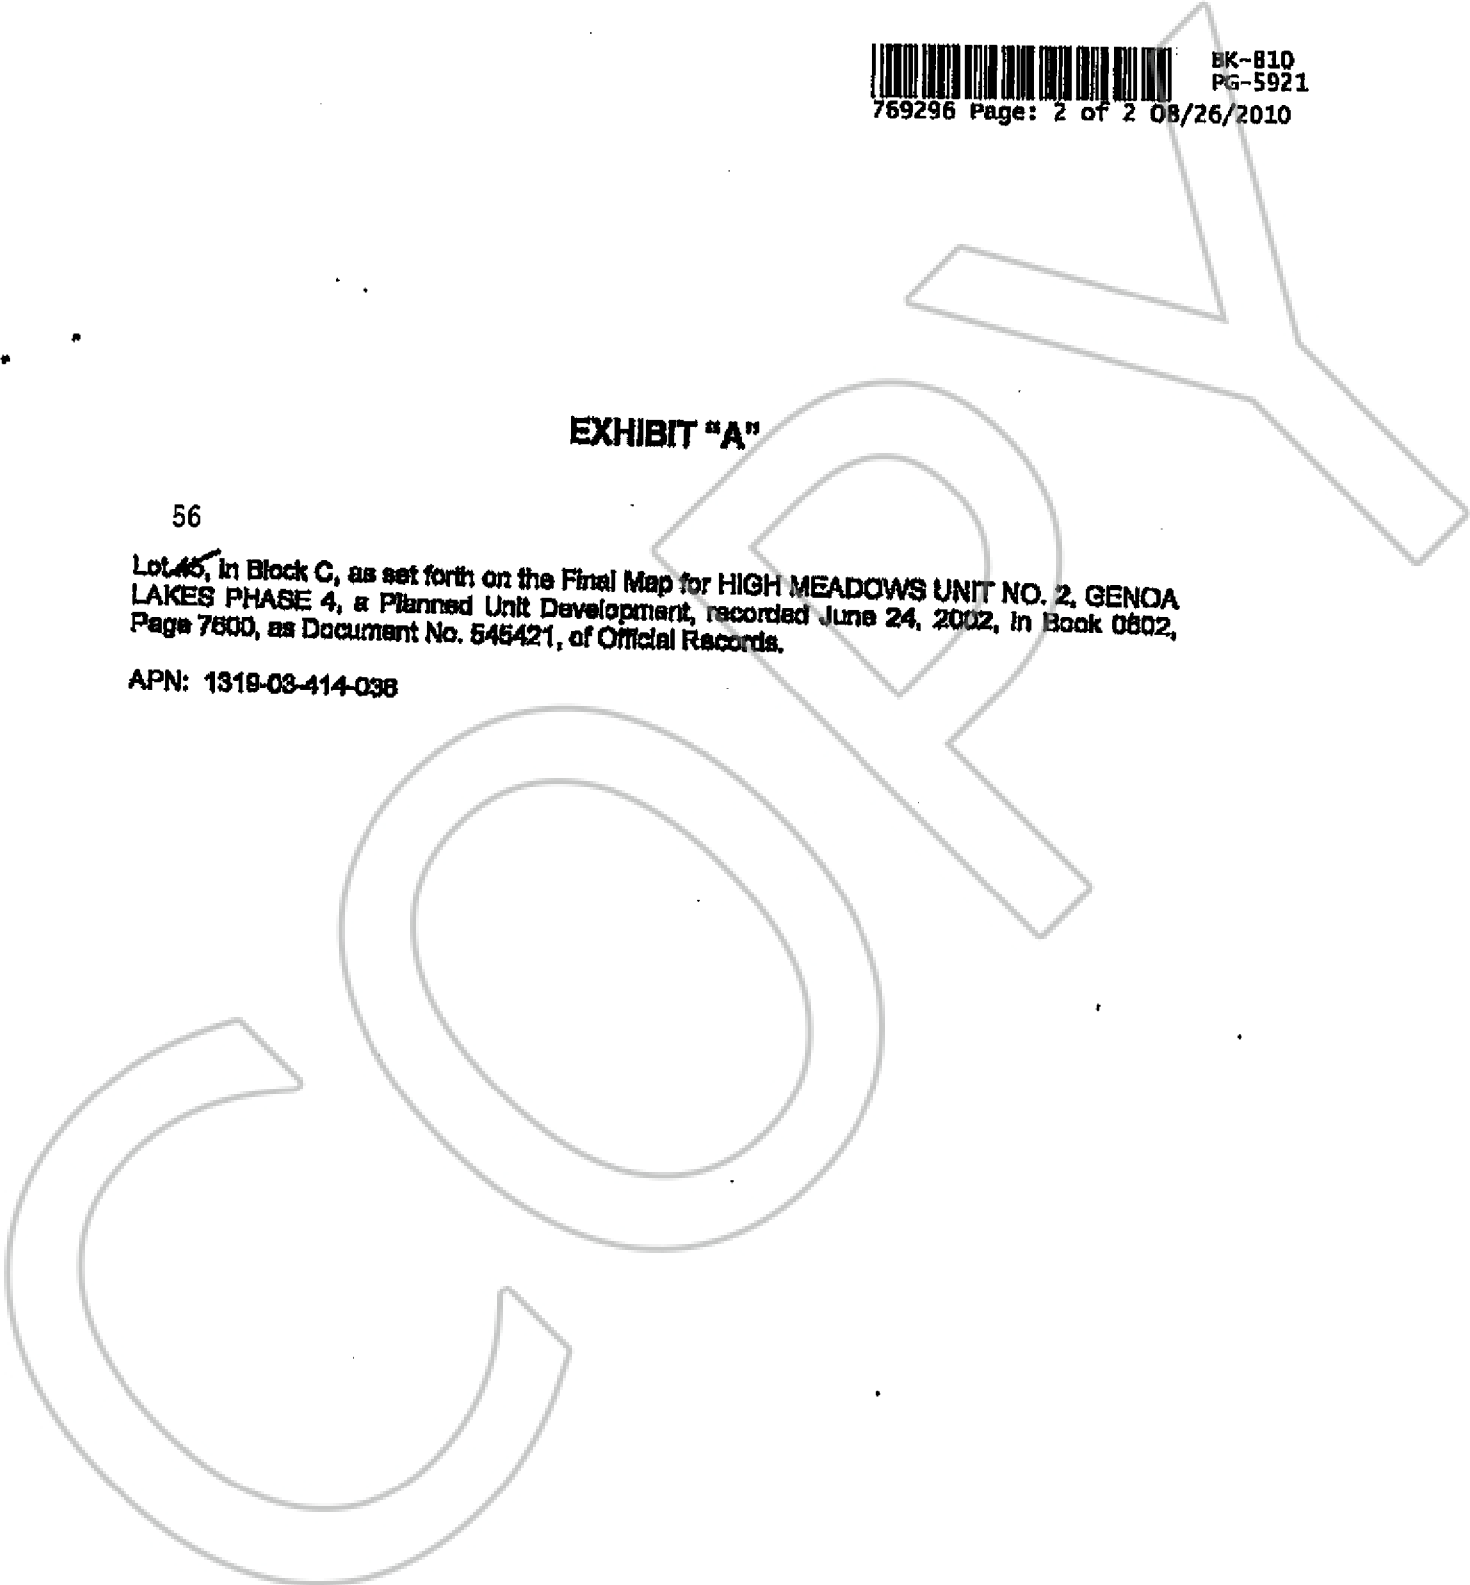 BK-810
PG-5921
769296 Page: 2 of 2 08/26/2010
EXHIBIT "A"
56
Lot 45, in Block C, as set forth on the Final Map for HIGH MEADOWS UNIT NO. 2, GENOA
LAKES PHASE 4, a Planned Unit Development, recorded June 24, 2002, in Book 0602,
Page 7600, as Document No. 545421, of Official Records.
APN: 1319-03-414-036
COPY